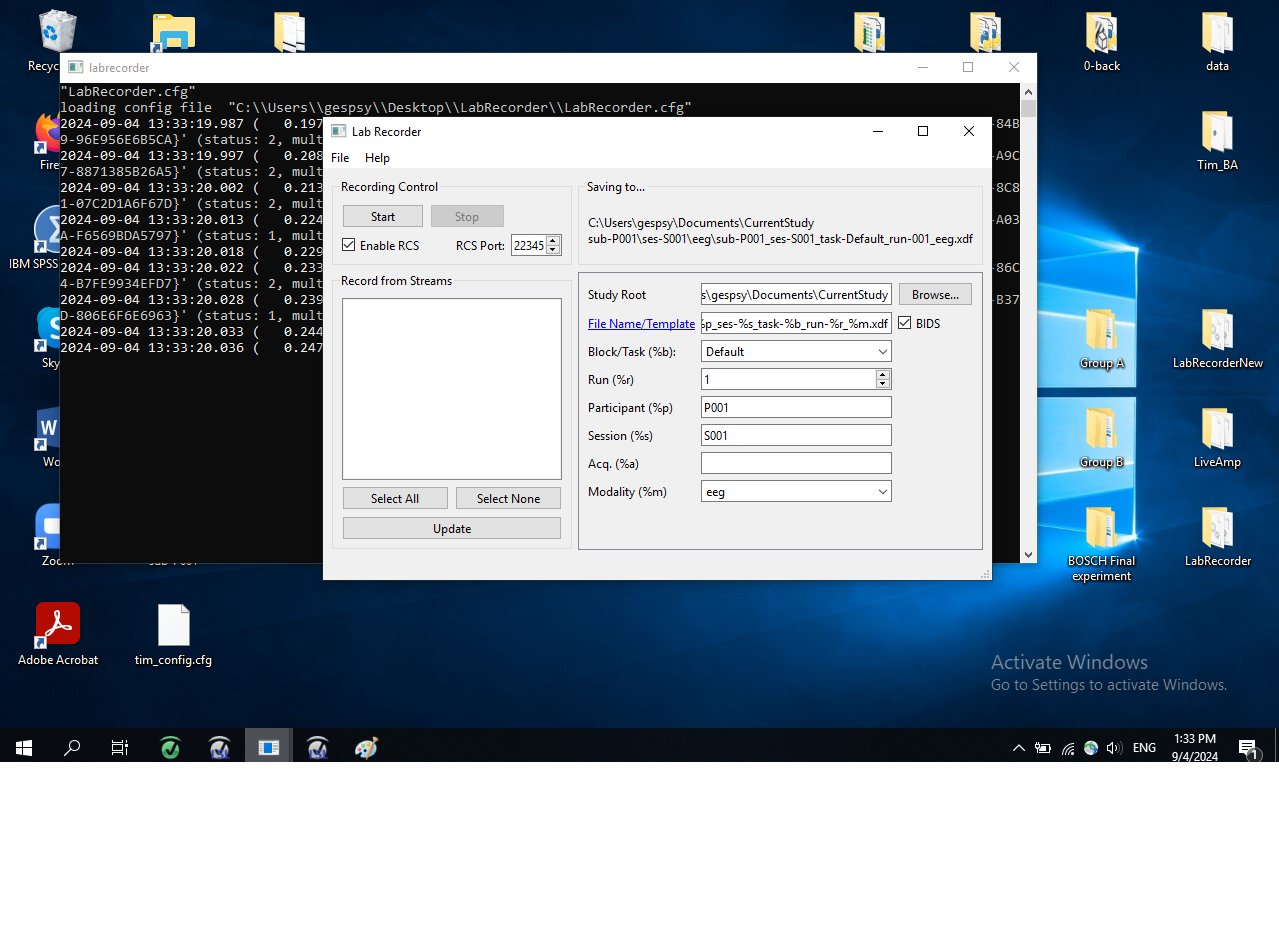 Recyc
0-back
data
labrecorder
"LabRecorder.cfg"
loading config file "C:\\Users\\gespsy\\Desktop\\LabRecorder\\LabRecorder.cfg"
2024-09-04 13:33:19.987 ( 0.197
-84B
9-96E956E6B5CA}' (status: 2, mult
2024-09-04 13:33:19.997 ( 0.208
-A9C
7-8871385B26A5}' (status: 2, mult
2024-09-04 13:33:20.002 ( 0.213
-8C8
1-07C2D1A6F67D}' (status: 2, mult
2024-09-04 13:33:20.013 ( 0.224
-A03
A-F6569BDA5797}' (status: 1, mult
2024-09-04 13:33:20.018 ( 0.229
2024-09-04 13:33:20.022 ( 0.233
-86C
4-B7FE9934EFD7}' (status: 2, mult
2024-09-04 13:33:20.028 ( 0.239
-B37
D-806E6F6E6963}' (status: 1, mult
2024-09-04 13:33:20.033 ( 0.244
2024-09-04 13:33:20.036 ( 0.247
Lab Recorder
File Help
Recording Control
Start Stop
Enable RCS RCS Port: 22345
Saving to...
C:\Users\gespsy\Documents\CurrentStudy
sub-P001\ses-S001\eeg\sub-P001_ses-S001_task-Default_run-001_eeg.xdf
Record from Streams
Select All Select None
Update
Study Root s\gespsy\Documents\CurrentStudy Browse...
File Name/Template %p_ses-%s_task-%b_run-%r_%m.xdf BIDS
Block/Task (%b): Default
Run (%r) 1
Participant (%p) P001
Session (%s) S001
Acq. (%a)
Modality (%m) eeg
Fire
IBM SPSS
Sky
W
Wo
Zoo
sub-P001
Adobe Acrobat
tim_config.cfg
Tim_BA
Group A
LabRecorderNew
Group B
LiveAmp
BOSCH Final
experiment
LabRecorder
Activate Windows
Go to Settings to activate Windows.
ENG
1:33 PM
9/4/2024
1